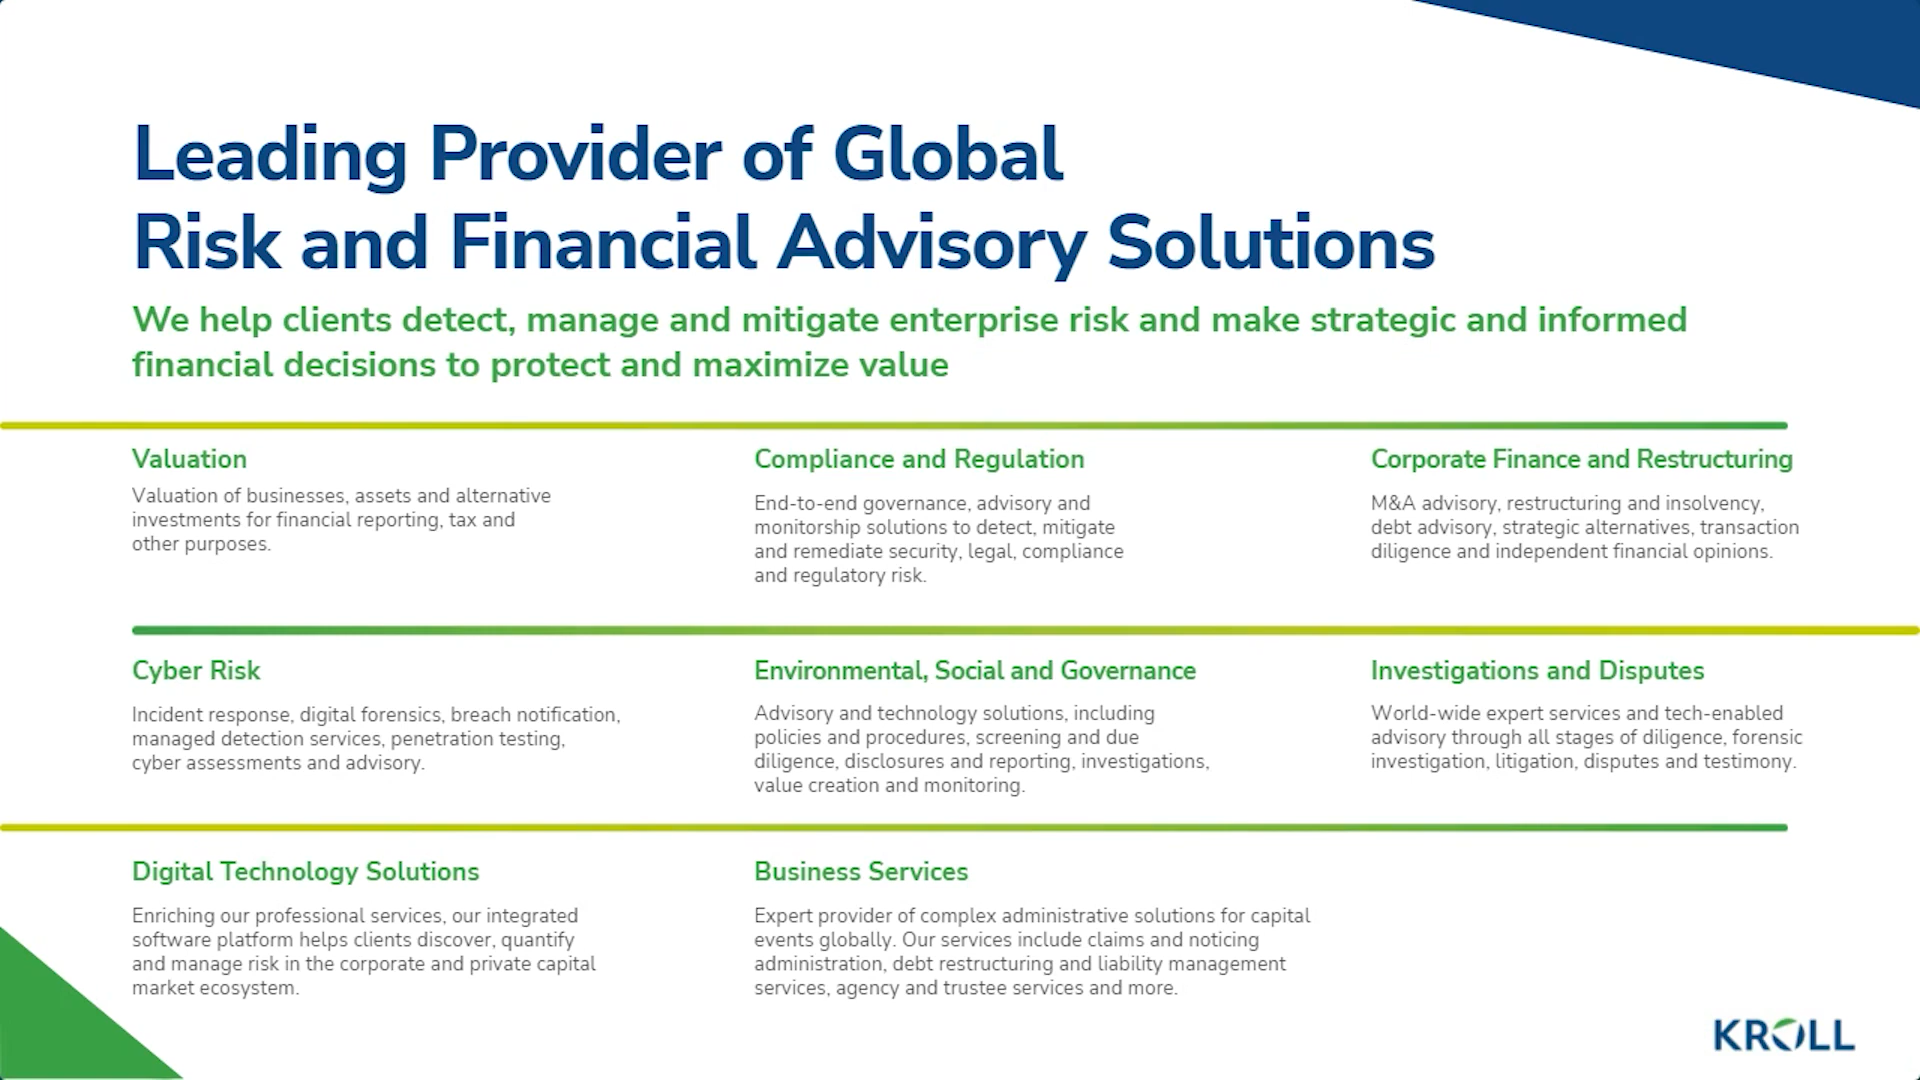 Leading Provider of Global
Risk and Financial Advisory Solutions
We help clients detect, manage and mitigate enterprise risk and make strategic and informed
financial decisions to protect and maximize value
Valuation
Valuation of businesses, assets and alternative
investments for financial reporting, tax and
other purposes.
Compliance and Regulation
End-to-end governance, advisory and
monitorship solutions to detect, mitigate
and remediate security, legal, compliance
and regulatory risk.
Corporate Finance and Restructuring
M&A advisory, restructuring and insolvency,
debt advisory, strategic alternatives, transaction
diligence and independent financial opinions.
Cyber Risk
Incident response, digital forensics, breach notification,
managed detection services, penetration testing,
cyber assessments and advisory.
Environmental, Social and Governance
Advisory and technology solutions, including
policies and procedures, screening and due
diligence, disclosures and reporting, investigations,
value creation and monitoring.
Investigations and Disputes
World-wide expert services and tech-enabled
advisory through all stages of diligence, forensic
investigation, litigation, disputes and testimony.
Digital Technology Solutions
Enriching our professional services, our integrated
software platform helps clients discover, quantify
and manage risk in the corporate and private capital
market ecosystem.
Business Services
Expert provider of complex administrative solutions for capital
events globally. Our services include claims and noticing
administration, debt restructuring and liability management
services, agency and trustee services and more.
KROLL